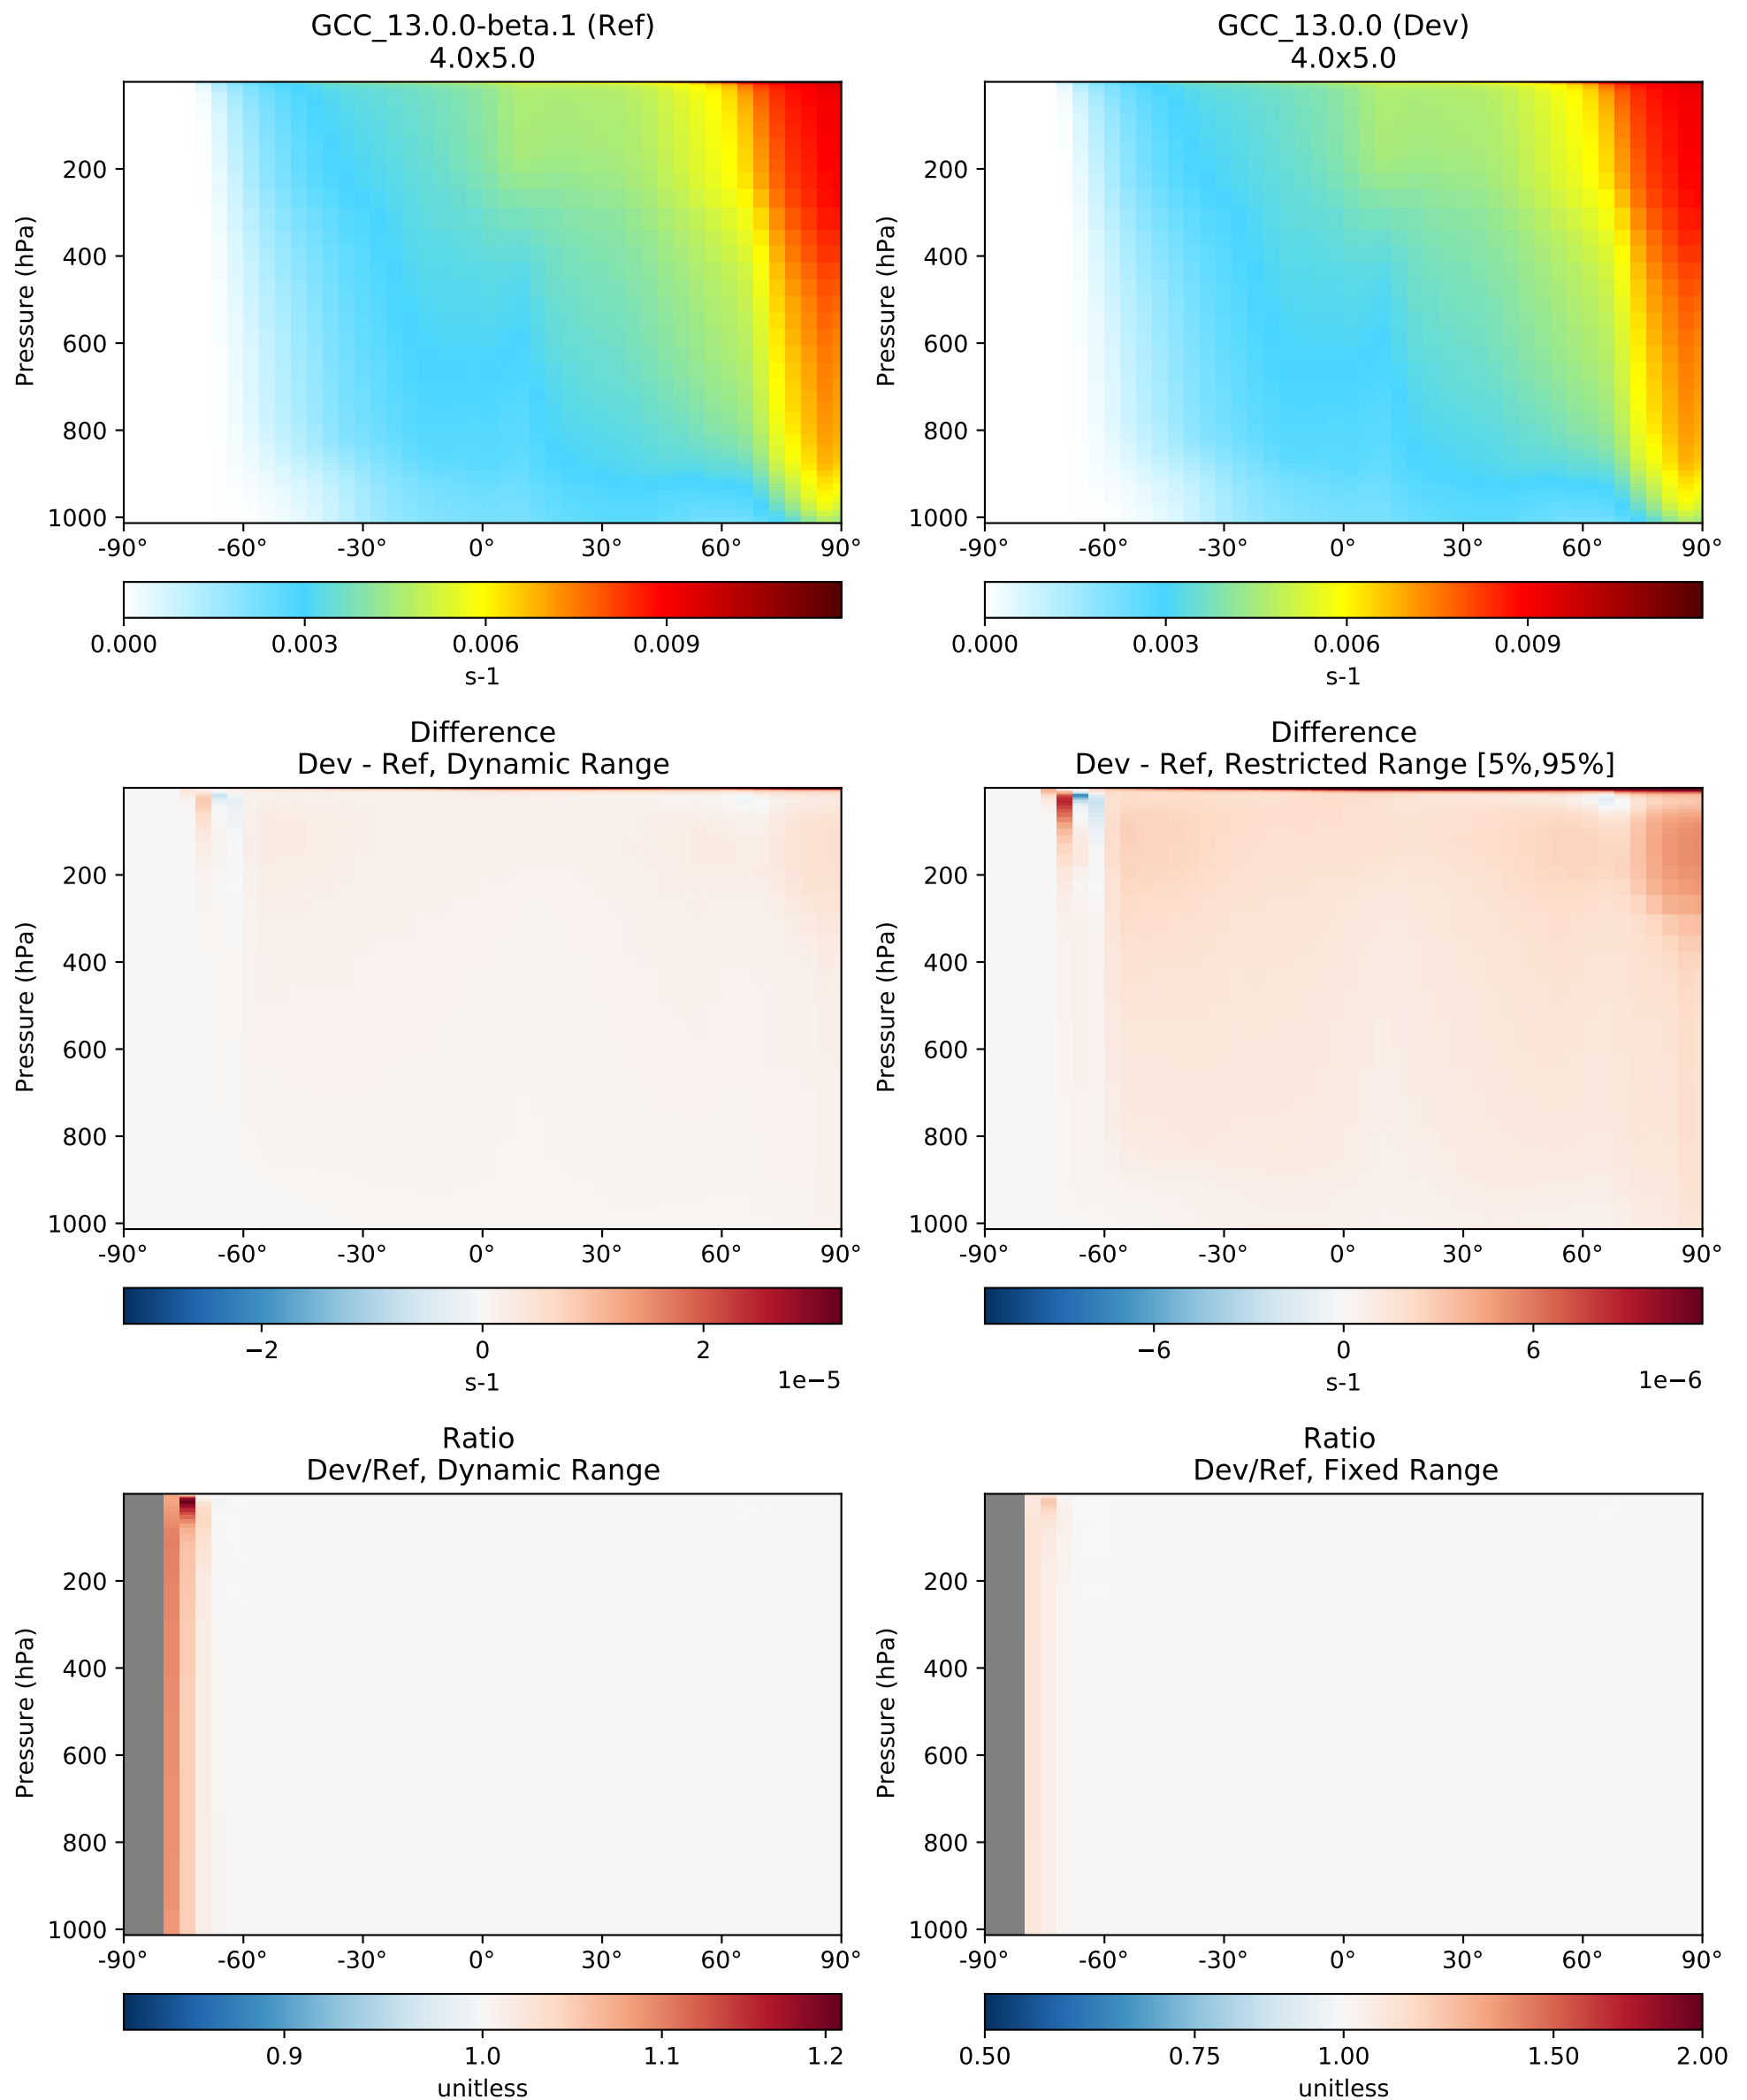 GCC_13.0.0-beta.1 (Ref)
4.0x5.0
Pressure (hPa)
200
400
600
800
1000
-90° -60° -30° 0° 30° 60° 90°
0.000 0.003 0.006 0.009
s-1
GCC_13.0.0 (Dev)
4.0x5.0
Pressure (hPa)
200
400
600
800
1000
-90° -60° -30° 0° 30° 60° 90°
0.000 0.003 0.006 0.009
s-1
Difference
Dev - Ref, Dynamic Range
Pressure (hPa)
200
400
600
800
1000
-90° -60° -30° 0° 30° 60° 90°
−2 0 2
1e−5
s-1
Difference
Dev - Ref, Restricted Range [5%,95%]
Pressure (hPa)
200
400
600
800
1000
-90° -60° -30° 0° 30° 60° 90°
−6 0 6
1e−6
s-1
Ratio
Dev/Ref, Dynamic Range
Pressure (hPa)
200
400
600
800
1000
-90° -60° -30° 0° 30° 60° 90°
0.9 1.0 1.1 1.2
unitless
Ratio
Dev/Ref, Fixed Range
Pressure (hPa)
200
400
600
800
1000
-90° -60° -30° 0° 30° 60° 90°
0.50 0.75 1.00 1.50 2.00
unitless